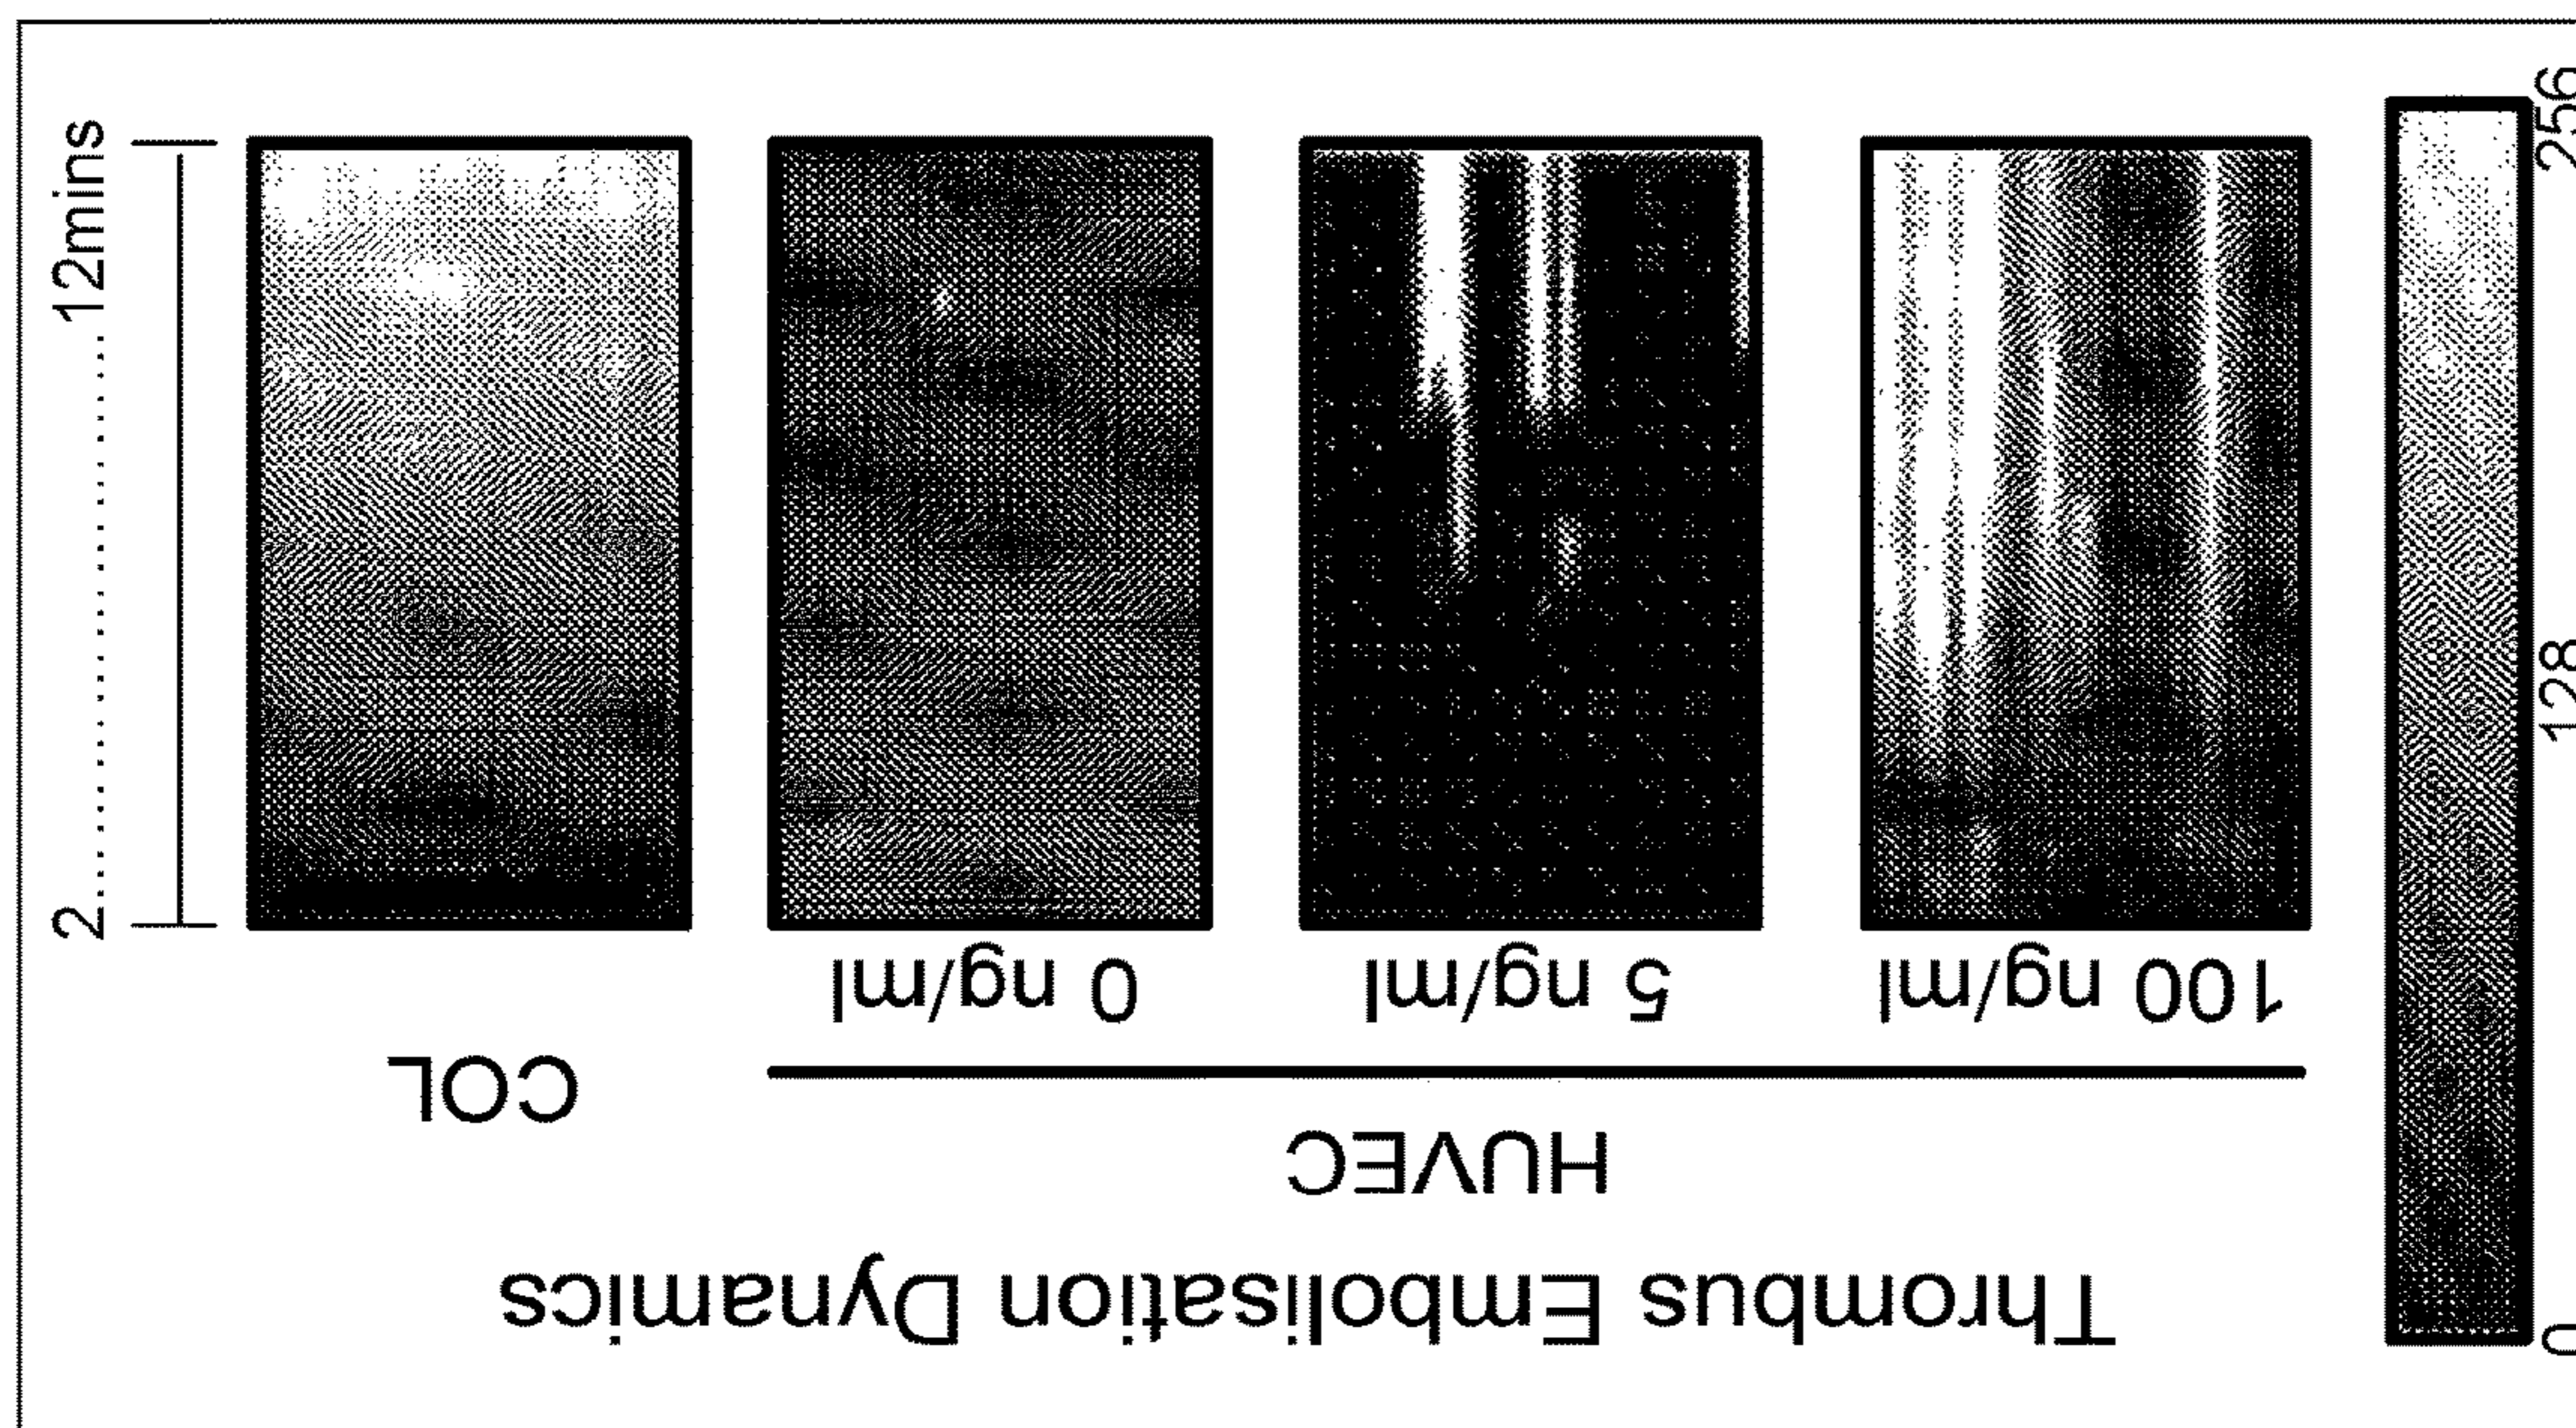 Thrombus Embolisation Dynamics
HUVEC
COL
100 ng/ml
5 ng/ml
0 ng/ml
2............................12mins
0
128
256